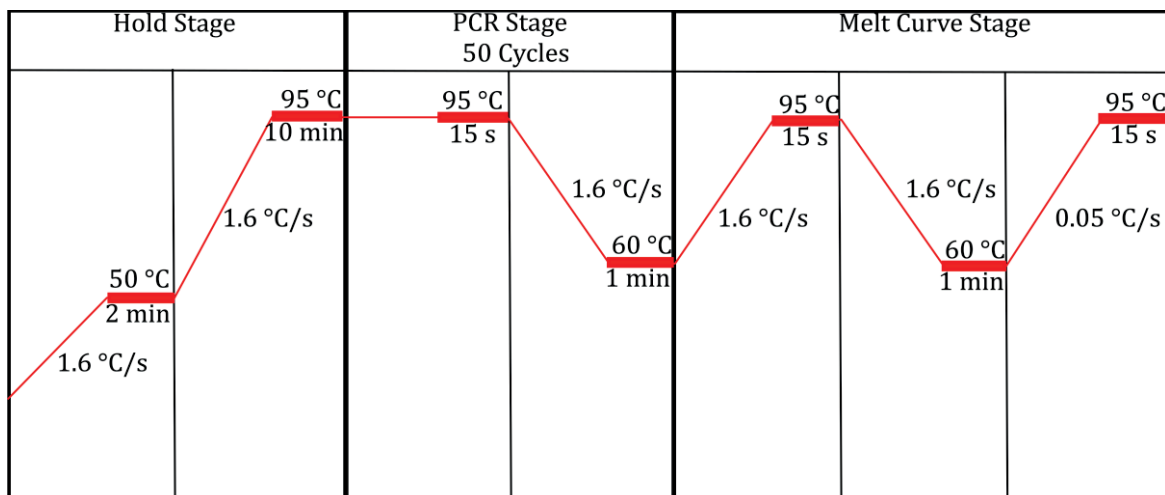 Hold Stage
PCR Stage
50 Cycles
Melt Curve Stage
1.6 °C/s
50 °C
2 min
1.6 °C/s
95 °C
10 min
95 °C
15 s
1.6 °C/s
60 °C
1 min
1.6 °C/s
95 °C
15 s
1.6 °C/s
60 °C
1 min
0.05 °C/s
95 °C
15 s